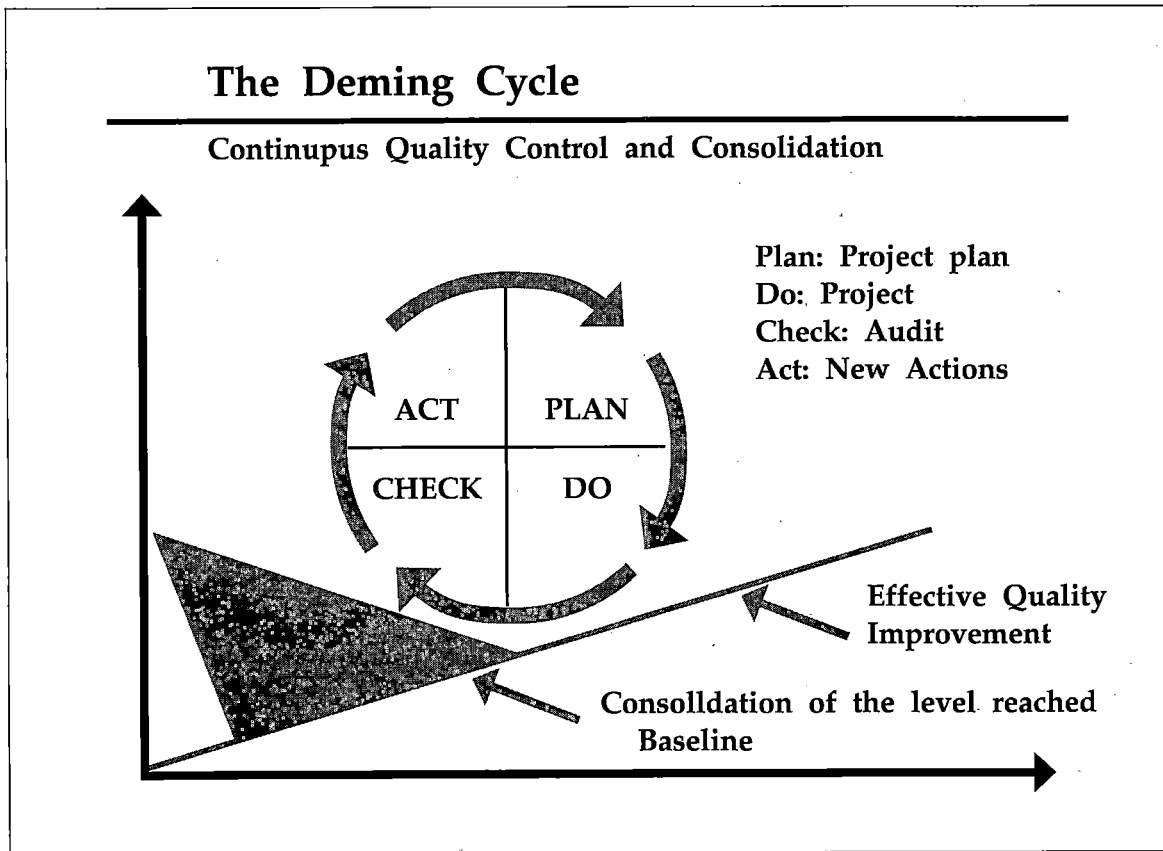 The Deming Cycle
Continupus Quality Control and Consolidation
Plan: Project plan
Do: Project
Check: Audit
Act: New Actions
ACT PLAN
CHECK DO
Effective Quality
Improvement
Consolldation of the level reached
Baseline